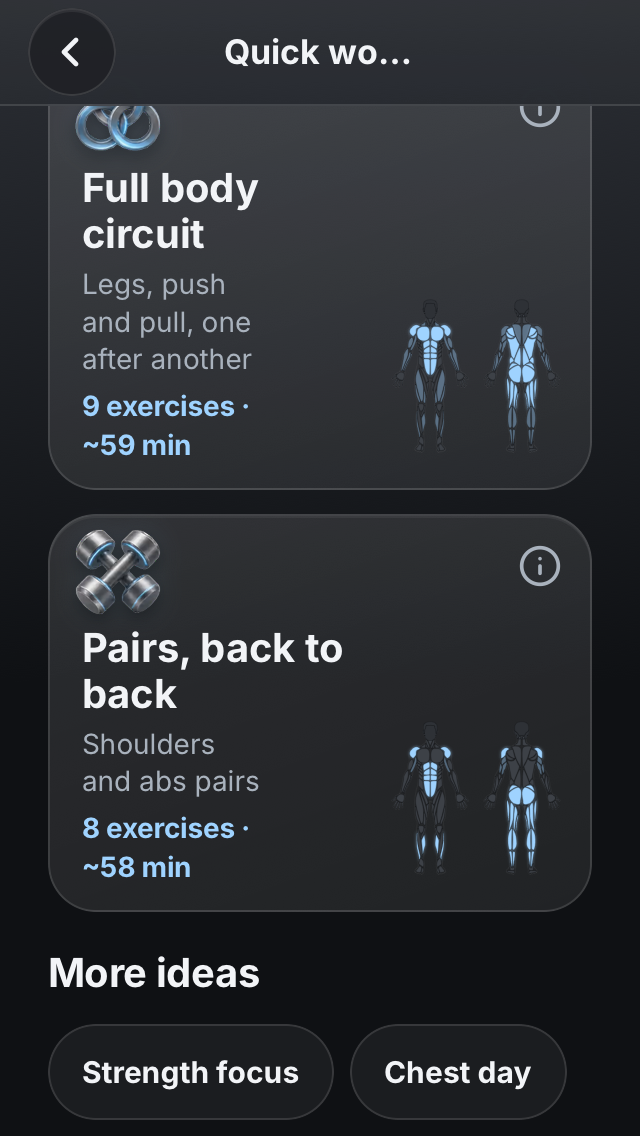 Quick wo...
Full body
circuit
Legs, push
and pull, one
after another
9 exercises ·
~59 min
Pairs, back to
back
Shoulders
and abs pairs
8 exercises ·
~58 min
More ideas
Strength focus
Chest day